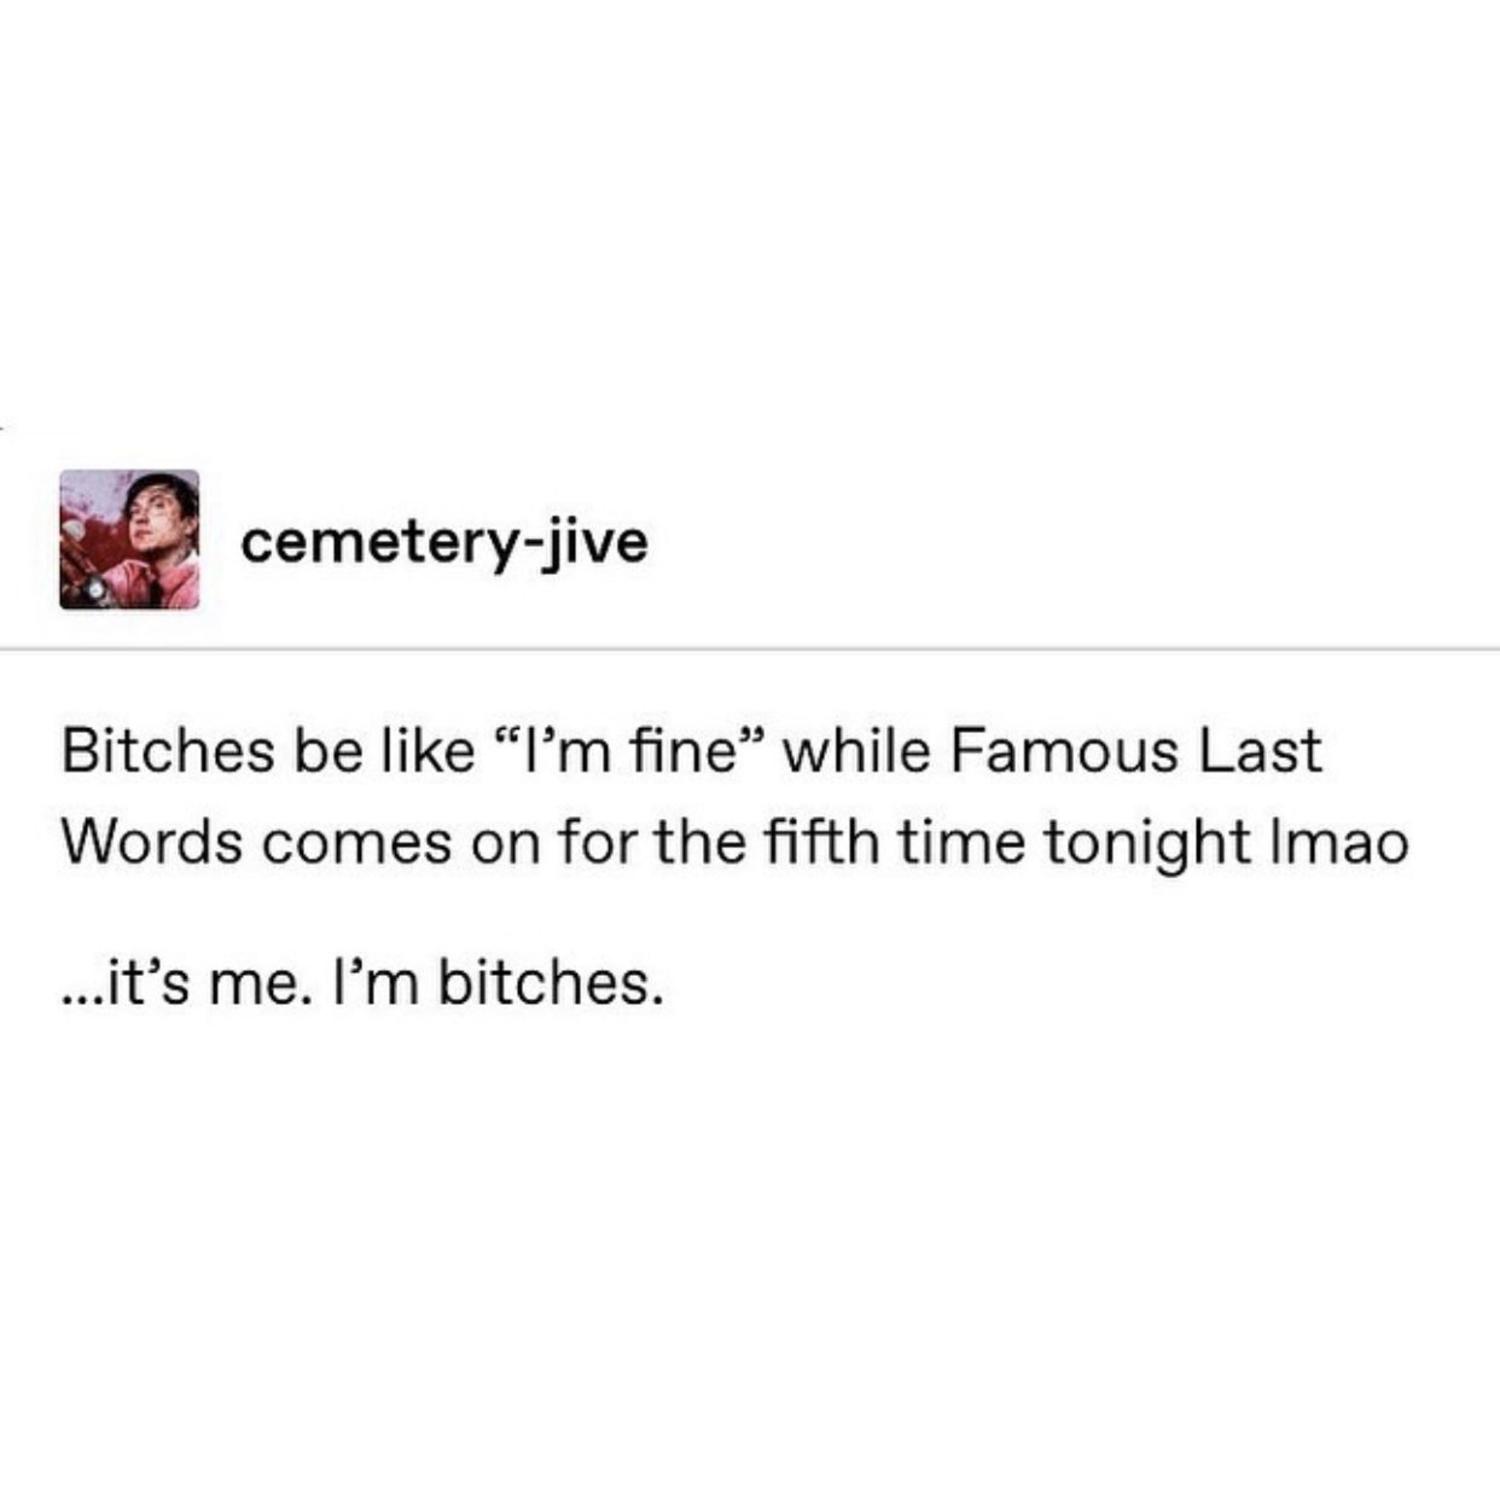 cemetery-jive
Bitches be like “I’m fine” while Famous Last
Words comes on for the fifth time tonight lmao
...it’s me. I’m bitches.